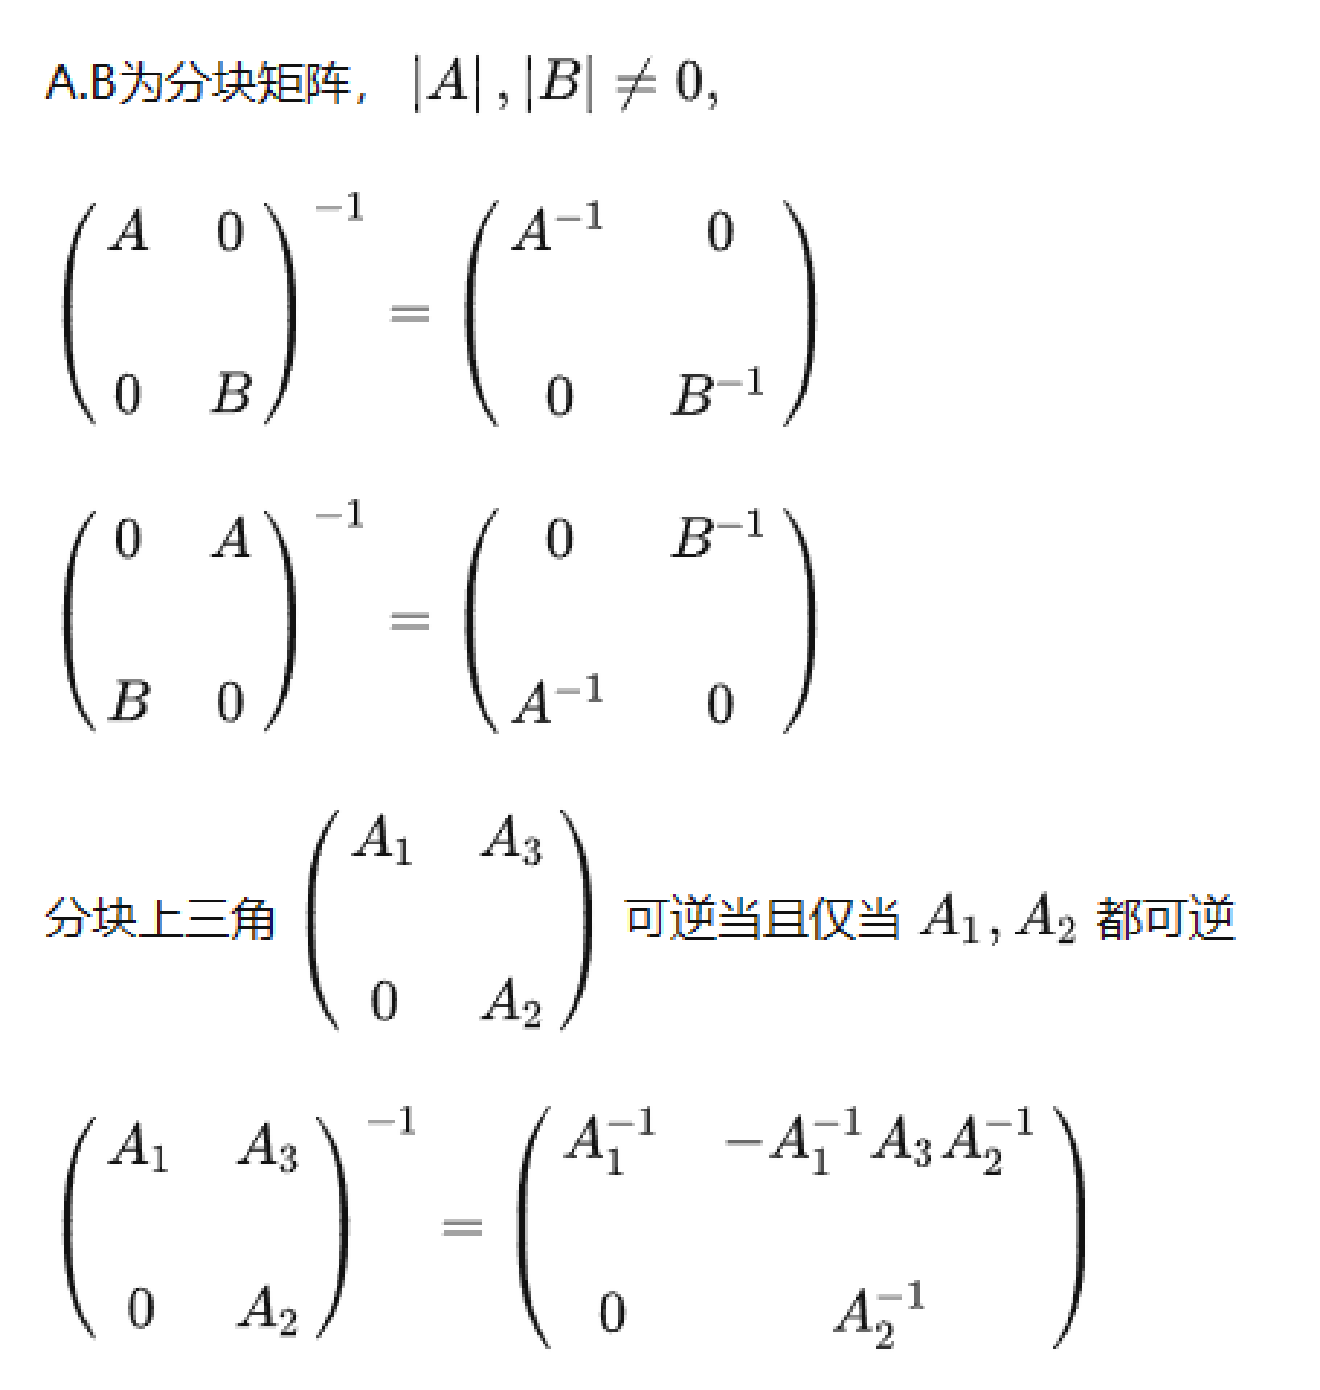 A.B为分块矩阵， |A|,|B| ≠ 0,
$\begin{pmatrix} A & 0 \\ 0 & B \end{pmatrix}^{-1} = \begin{pmatrix} A^{-1} & 0 \\ 0 & B^{-1} \end{pmatrix}$
$\begin{pmatrix} 0 & A \\ B & 0 \end{pmatrix}^{-1} = \begin{pmatrix} 0 & B^{-1} \\ A^{-1} & 0 \end{pmatrix}$
分块上三角 $\begin{pmatrix} A_1 & A_3 \\ 0 & A_2 \end{pmatrix}$ 可逆当且仅当 $A_1, A_2$ 都可逆
$\begin{pmatrix} A_1 & A_3 \\ 0 & A_2 \end{pmatrix}^{-1} = \begin{pmatrix} A_1^{-1} & -A_1^{-1} A_3 A_2^{-1} \\ 0 & A_2^{-1} \end{pmatrix}$